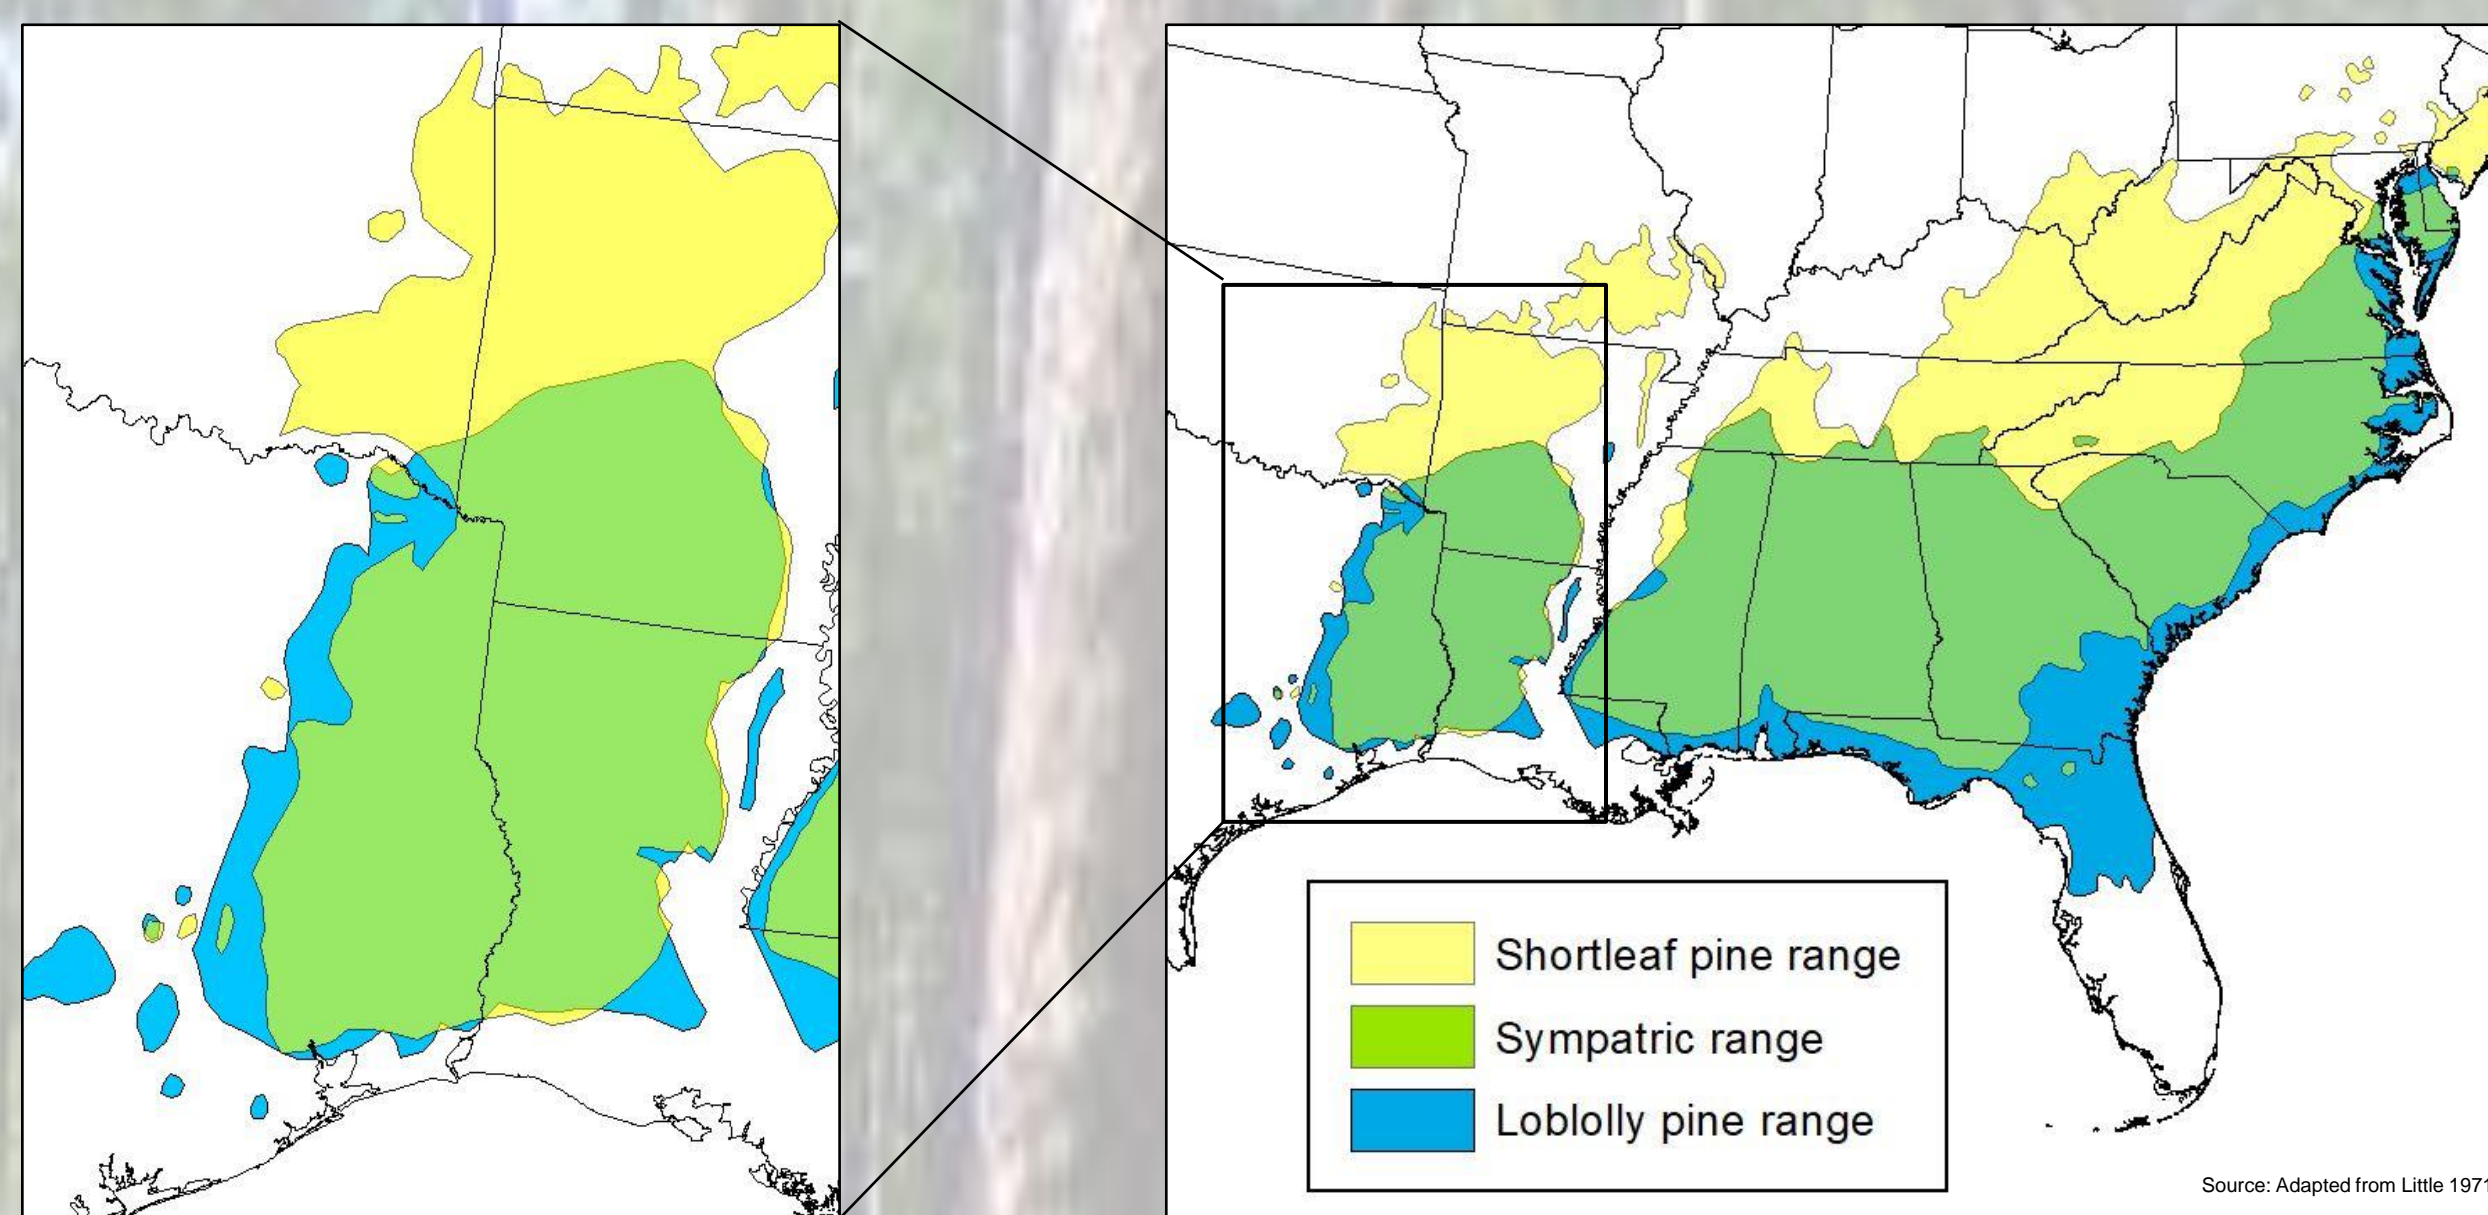 Shortleaf pine range
Sympatric range
Loblolly pine range
Source: Adapted from Little 1971